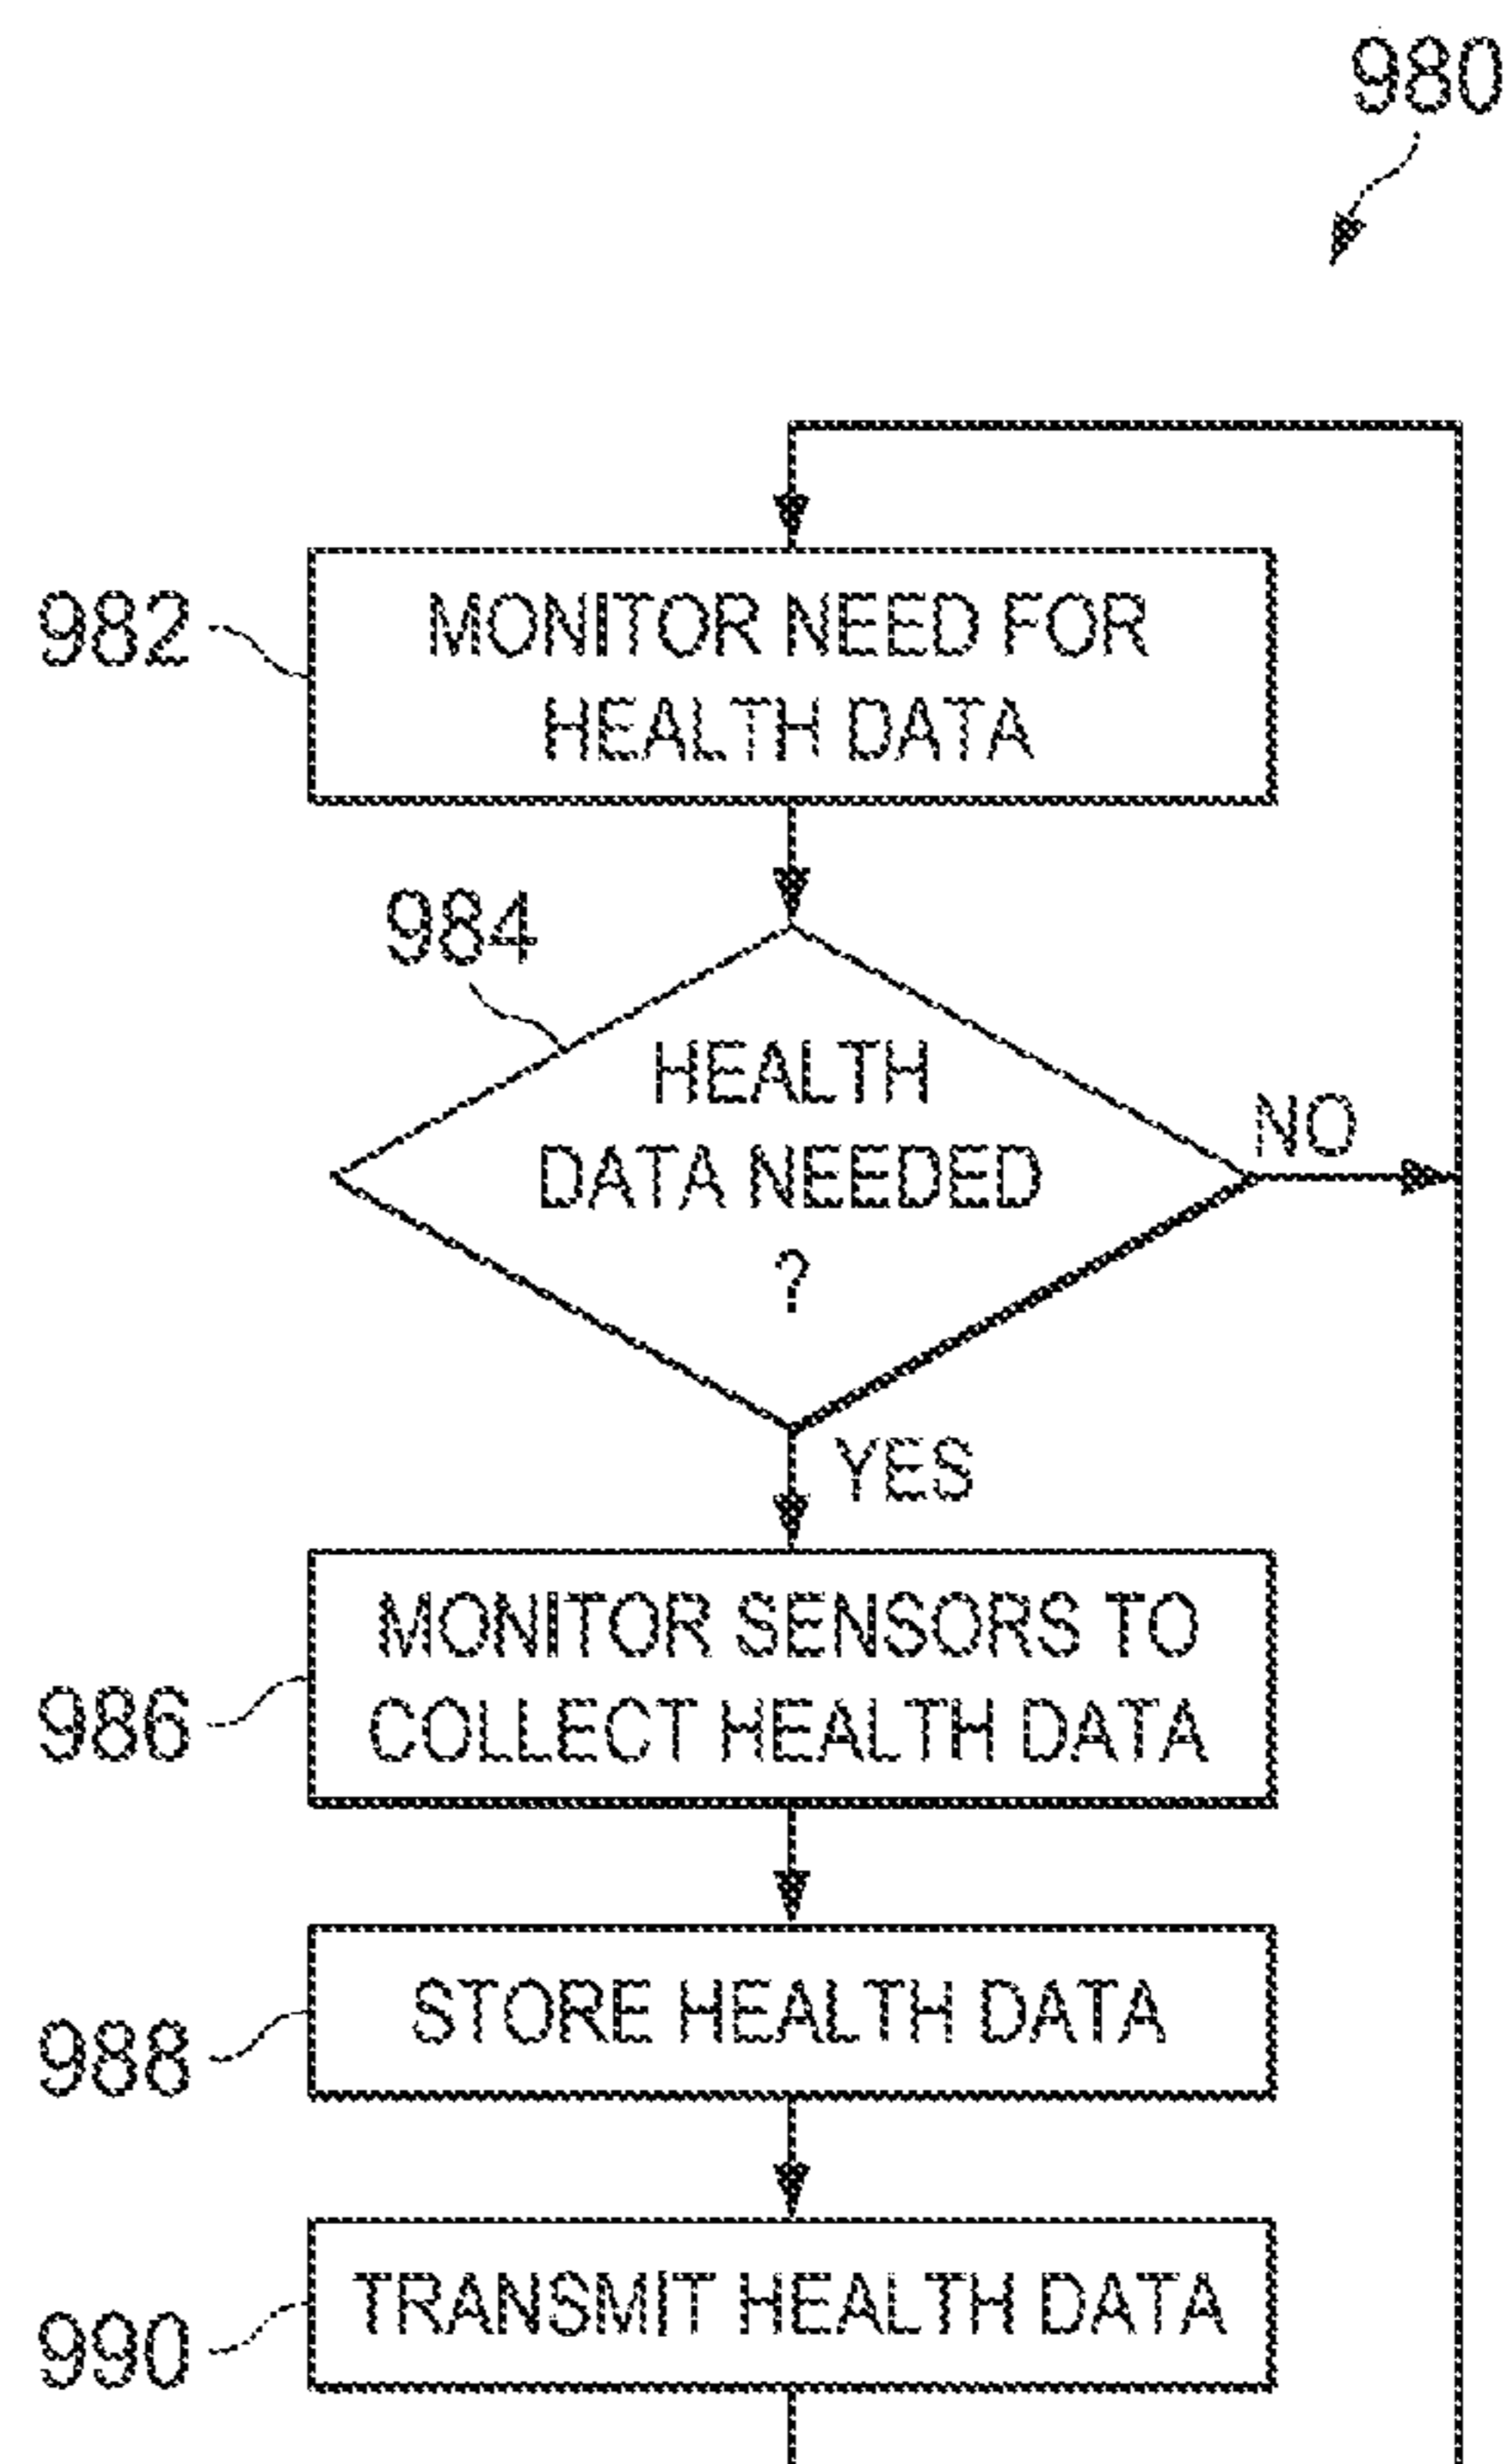 980
982
MONITOR NEED FOR
HEALTH DATA
984
HEALTH
DATA NEEDED
?
NO
YES
986
MONITOR SENSORS TO
COLLECT HEALTH DATA
988
STORE HEALTH DATA
990
TRANSMIT HEALTH DATA